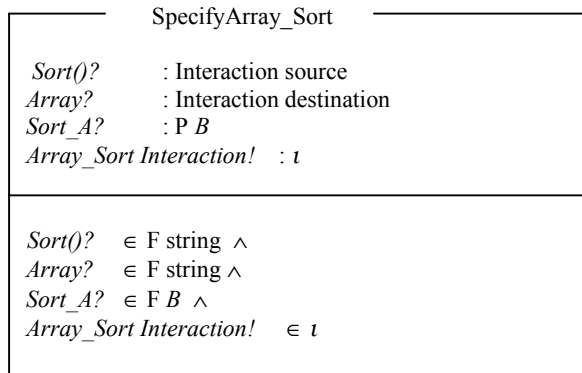 SpecifyArray_Sort
Sort()? : Interaction source
Array? : Interaction destination
Sort_A? : P B
Array_Sort Interaction! : ɩ
Sort()? ∈ F string ∧
Array? ∈ F string ∧
Sort_A? ∈ F B ∧
Array_Sort Interaction! ∈ ɩ